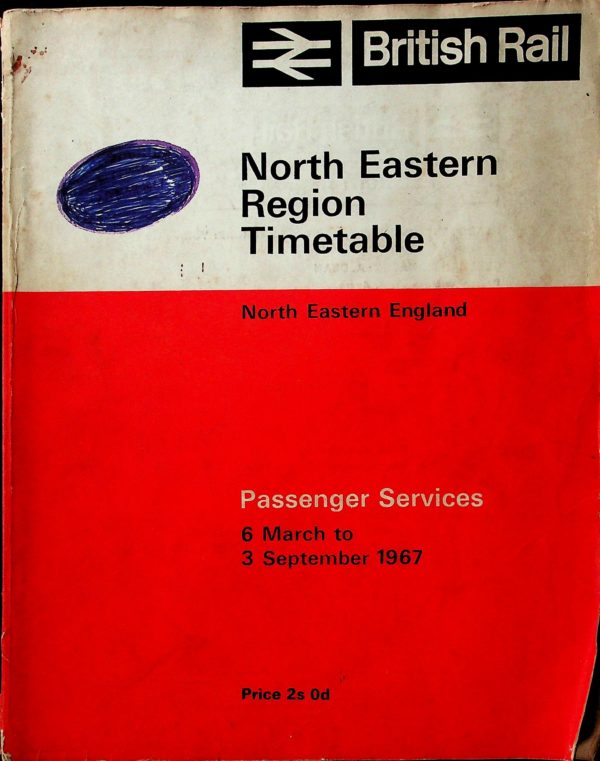 British Rail
North Eastern
Region
Timetable
North Eastern England
Passenger Services
6 March to
3 September 1967
Price 2s 0d